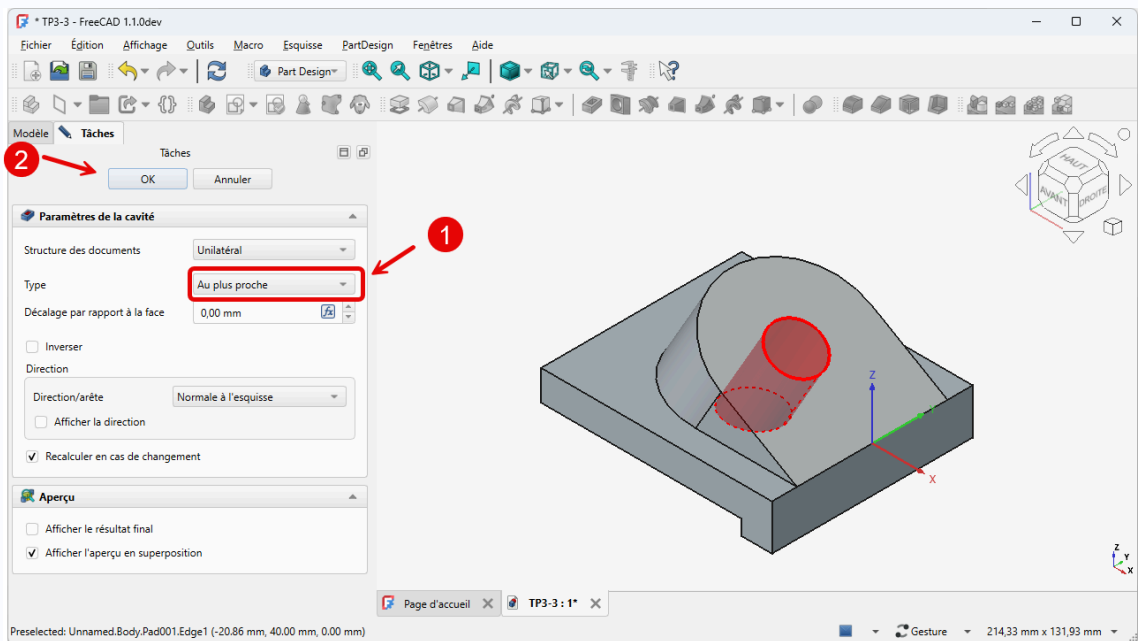 * TP3-3 - FreeCAD 1.1.0dev
Fichier Édition Affichage Outils Macro Esquisse PartDesign Fenêtres Aide
Part Design
Modèle Tâches
Tâches
2
OK Annuler
Paramètres de la cavité
1
Structure des documents Unilatéral
Type Au plus proche
Décalage par rapport à la face 0,00 mm fx
Inverser
Direction
Direction/arête Normale à l'esquisse
Afficher la direction
Recalculer en cas de changement
Aperçu
Afficher le résultat final
Afficher l'aperçu en superposition
HAUT
AVANT DROITE
Z
X
Z
Y
X
Page d'accueil TP3-3 : 1*
Preselected: Unnamed.Body.Pad001.Edge1 (-20.86 mm, 40.00 mm, 0.00 mm) Gesture 214,33 mm x 131,93 mm